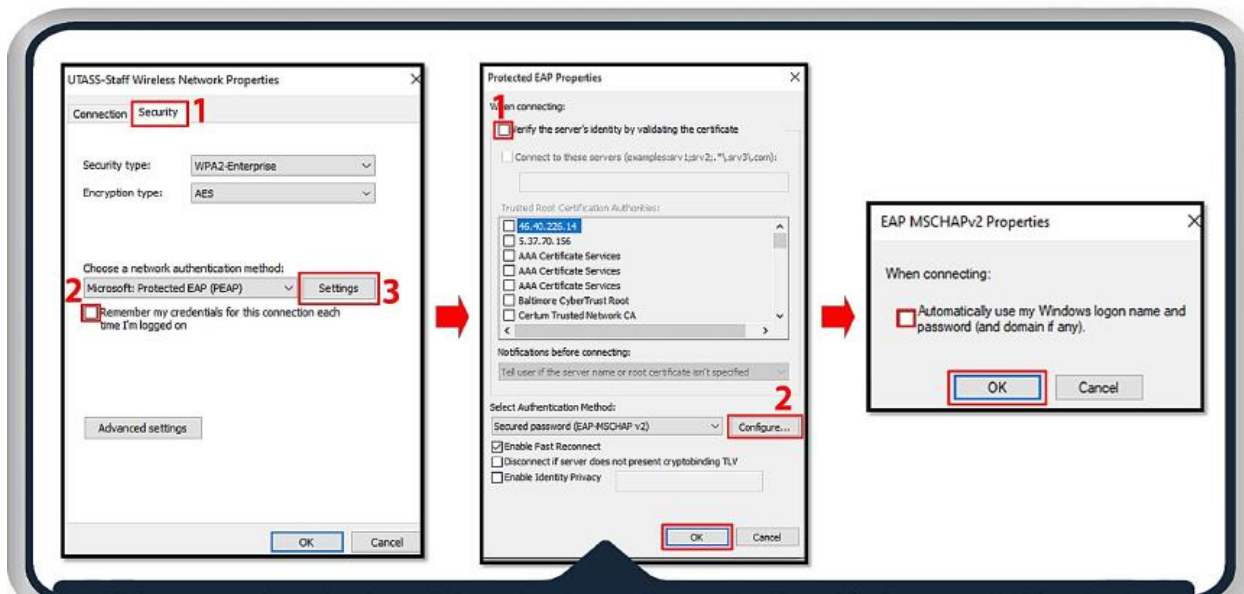 UTASS-Staff Wireless Network Properties
Connection
Security
1
Security type:
WPA2-Enterprise
Encryption type:
AES
Choose a network authentication method:
2
Microsoft: Protected EAP (PEAP)
Settings
3
Remember my credentials for this connection each
time I'm logged on
Advanced settings
OK
Cancel
Protected EAP Properties
When connecting:
1
Verify the server's identity by validating the certificate
Connect to these servers (examples:srv1;srv2;.*\.srv3\.com):
Trusted Root Certification Authorities:
46.40.226.14
5.37.70.156
AAA Certificate Services
AAA Certificate Services
AAA Certificate Services
Baltimore CyberTrust Root
Certum Trusted Network CA
Notifications before connecting:
Tell user if the server name or root certificate isn't specified
Select Authentication Method:
2
Secured password (EAP-MSCHAP v2)
Configure...
Enable Fast Reconnect
Disconnect if server does not present cryptobinding TLV
Enable Identity Privacy
OK
Cancel
EAP MSCHAPv2 Properties
When connecting:
Automatically use my Windows logon name and
password (and domain if any).
OK
Cancel